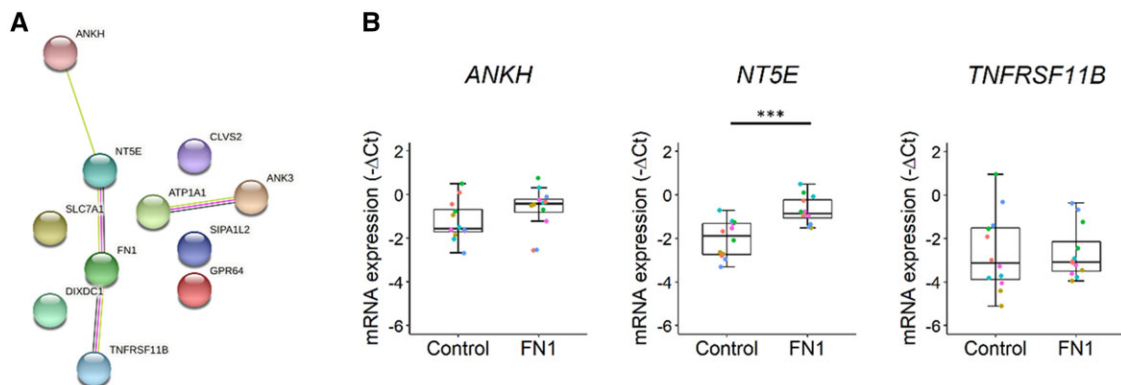 A
ANKH
NT5E
CLVS2
ATP1A1
ANK3
SLC7A1
SIPA1L2
FN1
GPR64
DIXDC1
TNFRSF11B
B
ANKH
mRNA expression (-ΔCt)
2
0
-2
-4
-6
Control FN1
NT5E
***
mRNA expression (-ΔCt)
2
0
-2
-4
-6
Control FN1
TNFRSF11B
mRNA expression (-ΔCt)
2
0
-2
-4
-6
Control FN1